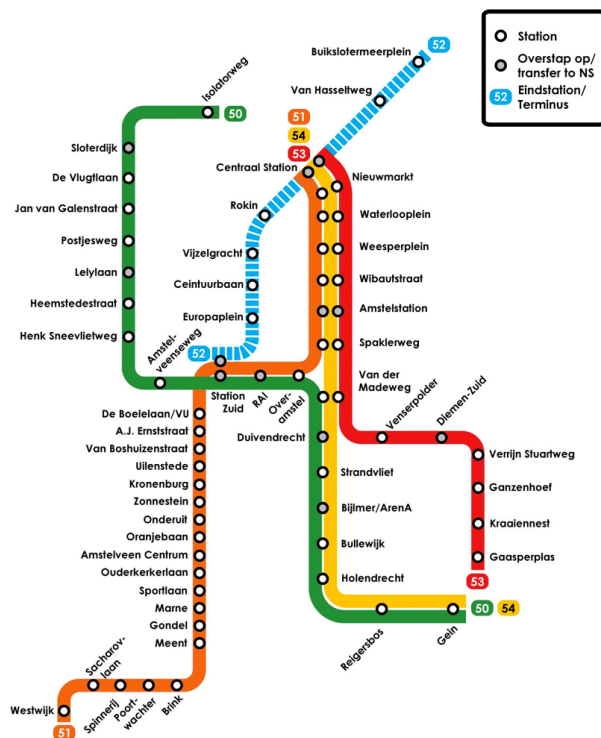 52
Buikslotermeerplein
Van Hasseltweg
Station
Overstap op/
transfer to NS
52
Eindstation/
Terminus
Isolatorweg
50
51
54
53
Centraal Station
Sloterdijk
De Vlugtlaan
Jan van Galenstraat
Postjesweg
Lelylaan
Heemstedestraat
Henk Sneevlietweg
Amstel-
veenseweg
Rokin
Vijzelgracht
Ceintuurbaan
Europaplein
52
Station
Zuid
RAI
Over-
amstel
Nieuwmarkt
Waterlooplein
Weesperplein
Wibautstraat
Amstelstation
Spaklerweg
Van der
Madeweg
Venserpolder
Diemen-Zuid
Verrijn Stuartweg
Ganzenhoef
Kraaiennest
Gaasperplas
53
Duivendrecht
Strandvliet
Bijlmer/ArenA
Bullewijk
Holendrecht
Reigersbos
Gein
50
54
De Boelelaan/VU
A.J. Ernststraat
Van Boshuizenstraat
Uilenstede
Kronenburg
Zonnestein
Onderuit
Oranjebaan
Amstelveen Centrum
Ouderkerkerlaan
Sportlaan
Marne
Gondel
Meent
Brink
Poort-
wachter
Spinnerij
Sacharov-
laan
Westwijk
51